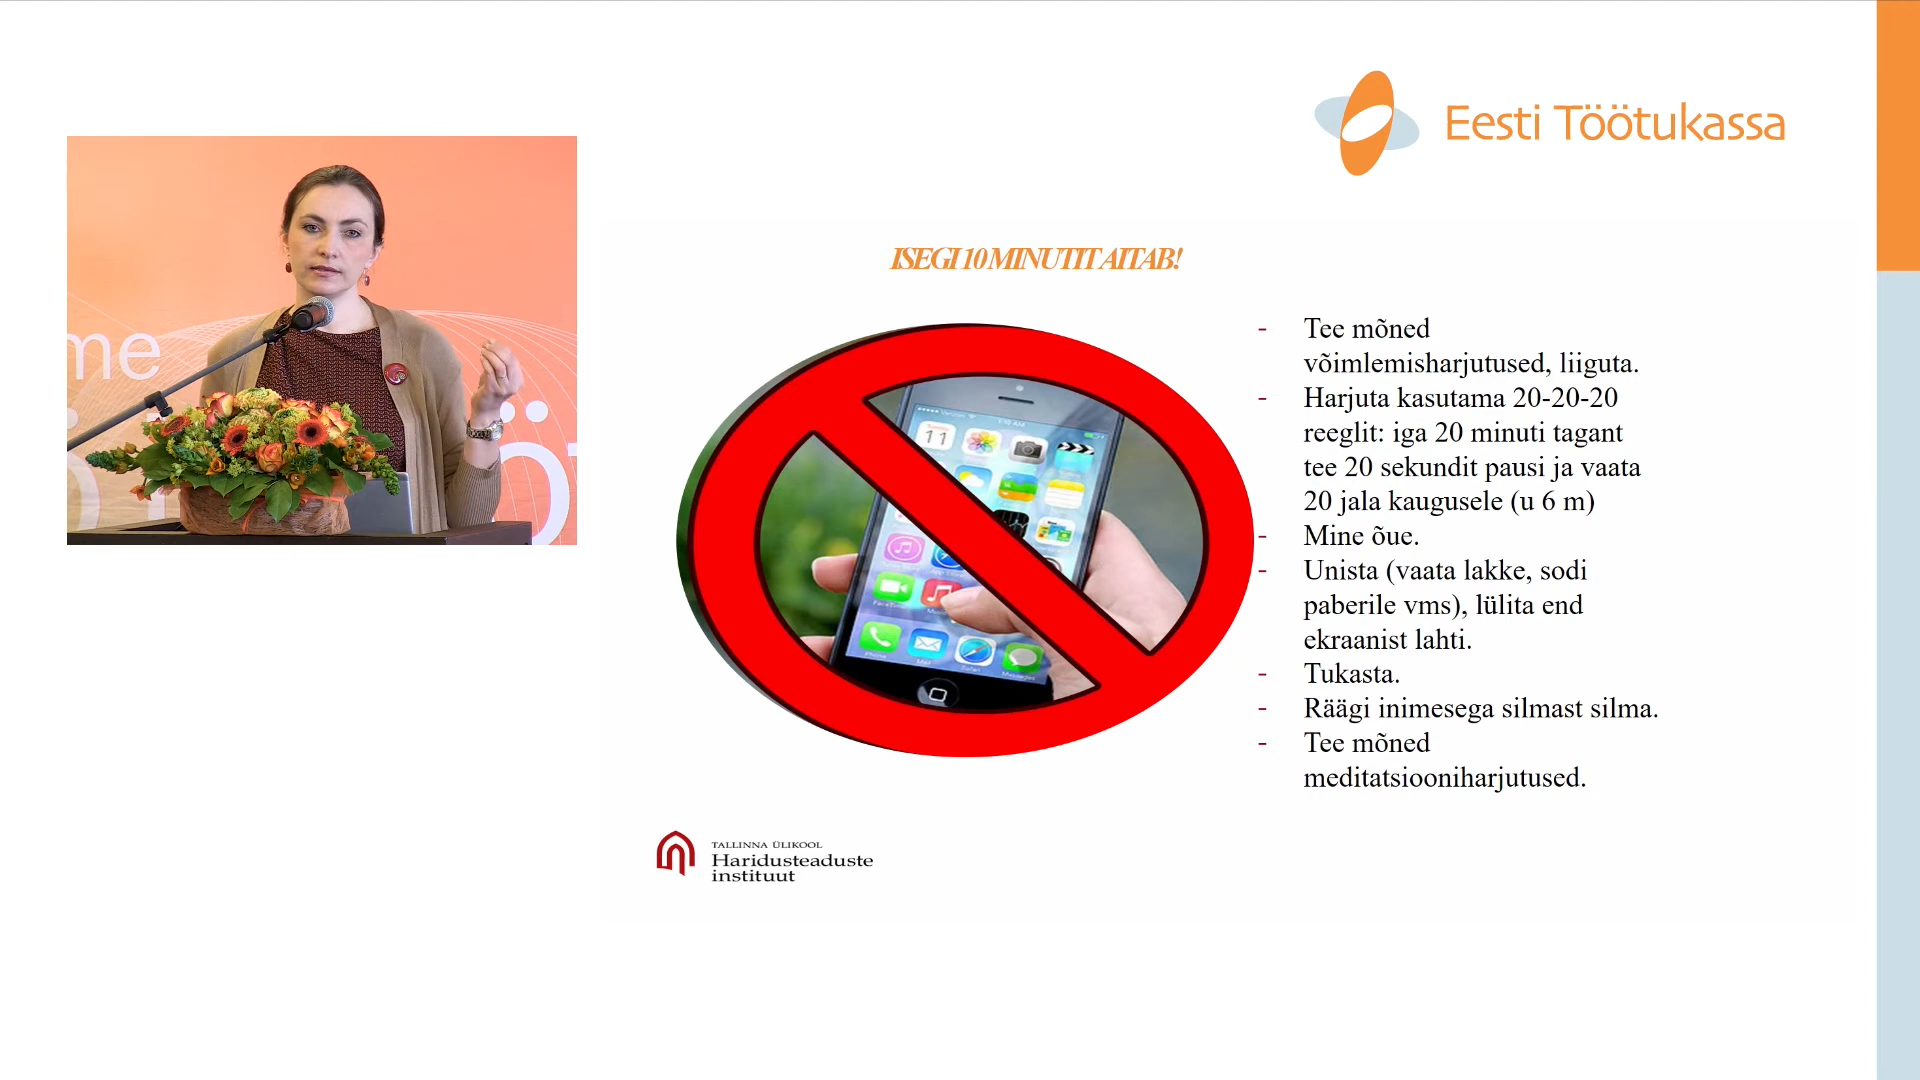 Eesti Töötukassa
me
ISEGI 10 MINUTIT AITAB!
- Tee mõned
võimlemisharjutused, liiguta.
- Harjuta kasutama 20-20-20
reeglit: iga 20 minuti tagant
tee 20 sekundit pausi ja vaata
20 jala kaugusele (u 6 m)
- Mine õue.
- Unista (vaata lakke, sodi
paberile vms), lülita end
ekraanist lahti.
- Tukasta.
- Räägi inimesega silmast silma.
- Tee mõned
meditatsiooniharjutused.
11
TALLINNA ÜLIKOOL
Haridusteaduste
instituut